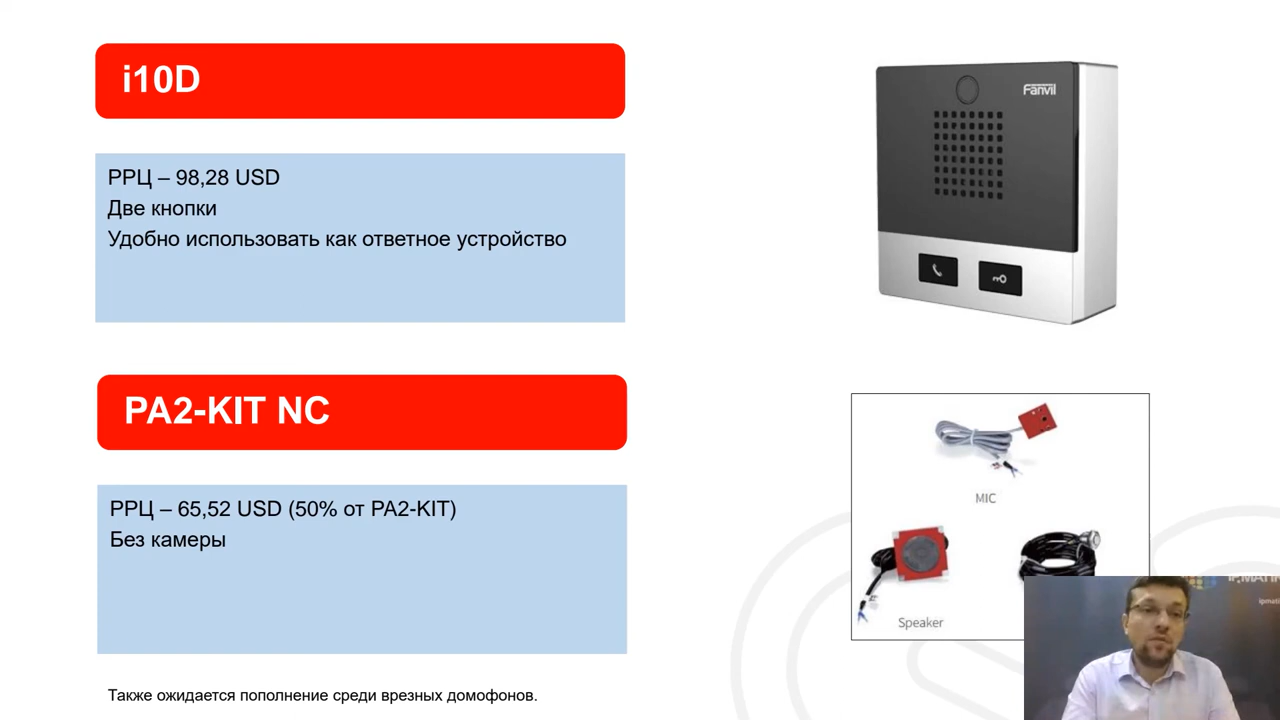 i10D
РРЦ – 98,28 USD
Две кнопки
Удобно использовать как ответное устройство
Fanvil
PA2-KIT NC
РРЦ – 65,52 USD (50% от PA2-KIT)
Без камеры
MIC
Speaker
Также ожидается пополнение среди врезных домофонов.